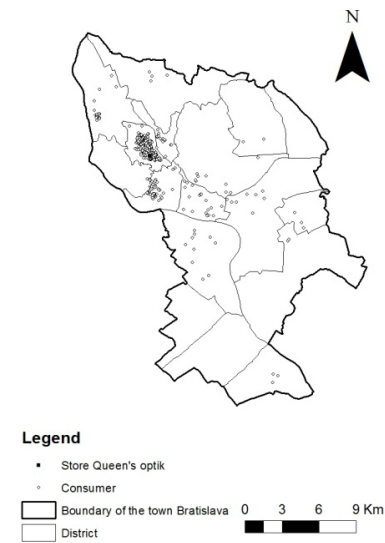 N
Legend
Store Queen's optik
Consumer
Boundary of the town Bratislava
District
0 3 6 9 Km